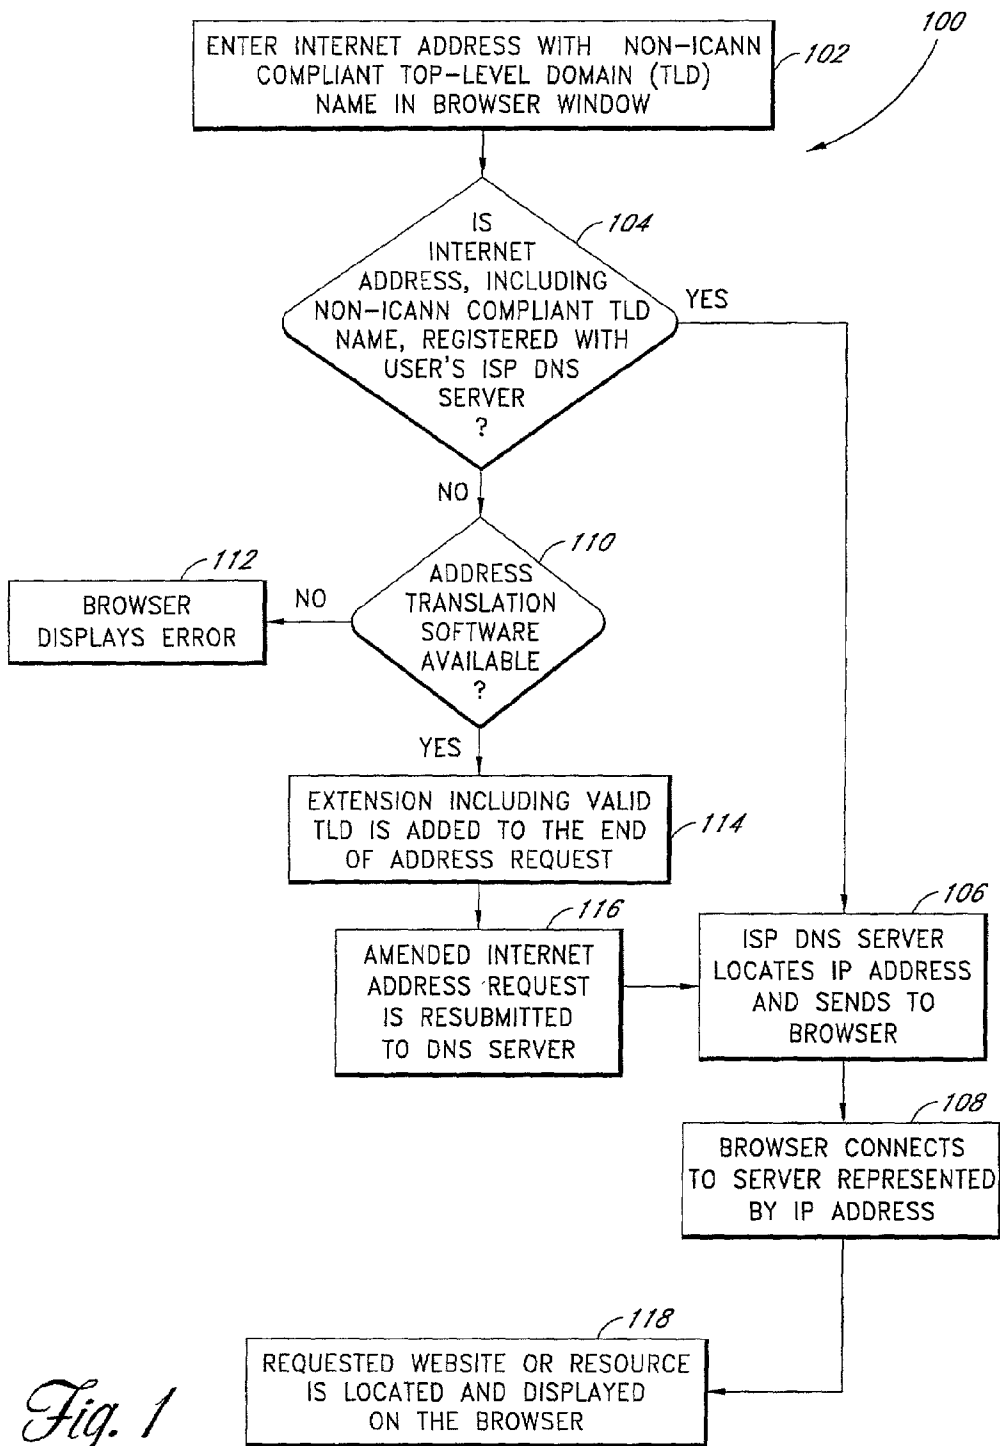 100
ENTER INTERNET ADDRESS WITH NON-ICANN
COMPLIANT TOP-LEVEL DOMAIN (TLD)
NAME IN BROWSER WINDOW
102
IS
INTERNET
ADDRESS, INCLUDING
NON-ICANN COMPLIANT TLD
NAME, REGISTERED WITH
USER'S ISP DNS
SERVER
?
104
YES
NO
110
ADDRESS
TRANSLATION
SOFTWARE
AVAILABLE
?
NO
112
BROWSER
DISPLAYS ERROR
YES
EXTENSION INCLUDING VALID
TLD IS ADDED TO THE END
OF ADDRESS REQUEST
114
116
AMENDED INTERNET
ADDRESS REQUEST
IS RESUBMITTED
TO DNS SERVER
106
ISP DNS SERVER
LOCATES IP ADDRESS
AND SENDS TO
BROWSER
108
BROWSER CONNECTS
TO SERVER REPRESENTED
BY IP ADDRESS
118
REQUESTED WEBSITE OR RESOURCE
IS LOCATED AND DISPLAYED
ON THE BROWSER
Fig. 1